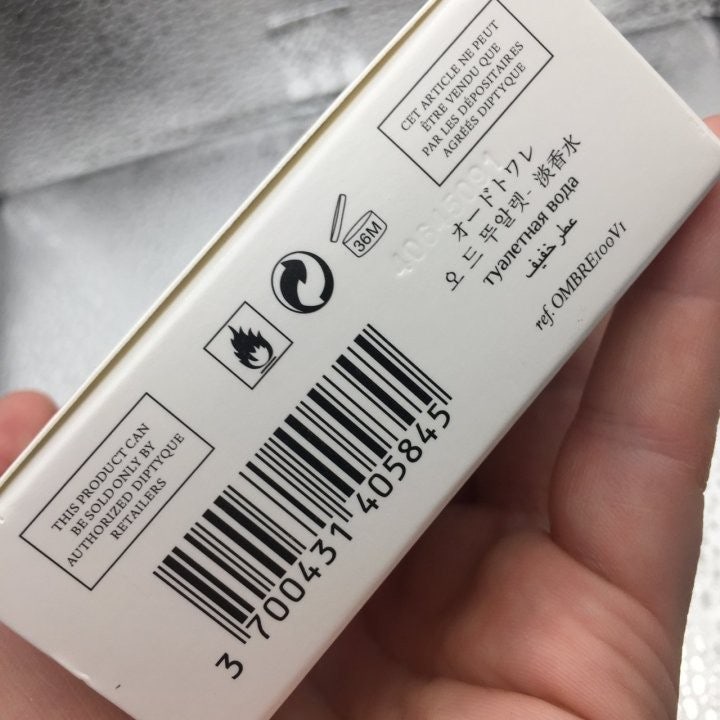 CET ARTICLE NE PEUT
ÊTRE VENDU QUE
PAR LES DÉPOSITAIRES
AGRÉÉS DIPTYQUE
オードトワレ
오 드 뚜알렛- 淡香水
туалетная вода
عطر خفيف
ref. OMBRE100V1
36M
THIS PRODUCT CAN
BE SOLD ONLY BY
AUTHORIZED DIPTYQUE
RETAILERS
3 700431 405845